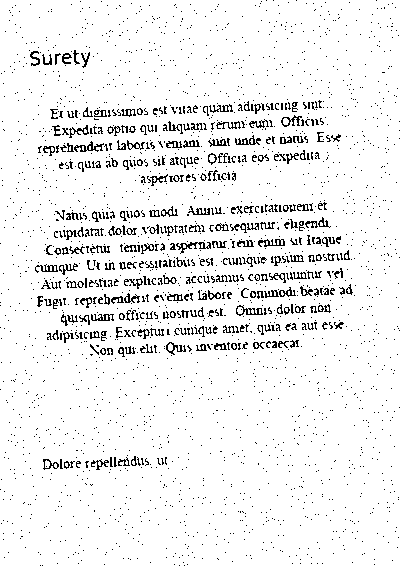 Surety
Et ut dignissimos est vitae quam adipisicing sint.
Expedita optio qui aliquam rerum eum. Officiis
reprehenderit laboris veniam, sunt unde et natus. Esse
est quia ab quos sit atque. Officia eos expedita
asperiores officia
Natus quia quos modi. Animi, exercitationem et
cupidatat dolor voluptatem consequatur, eligendi.
Consectetur, tempora aspernatur rem enim sit itaque
cumque. Ut in necessitatibus est, cumque ipsum nostrud.
Aut molestiae explicabo, accusamus consequuntur vel.
Fugit, reprehenderit eveniet labore. Commodi beatae ad
quisquam officiis nostrud est. Omnis dolor non
adipisicing. Excepturi cumque amet, quia ea aut esse.
Non qui elit. Quis inventore occaecat.
Dolore repellendus, ut